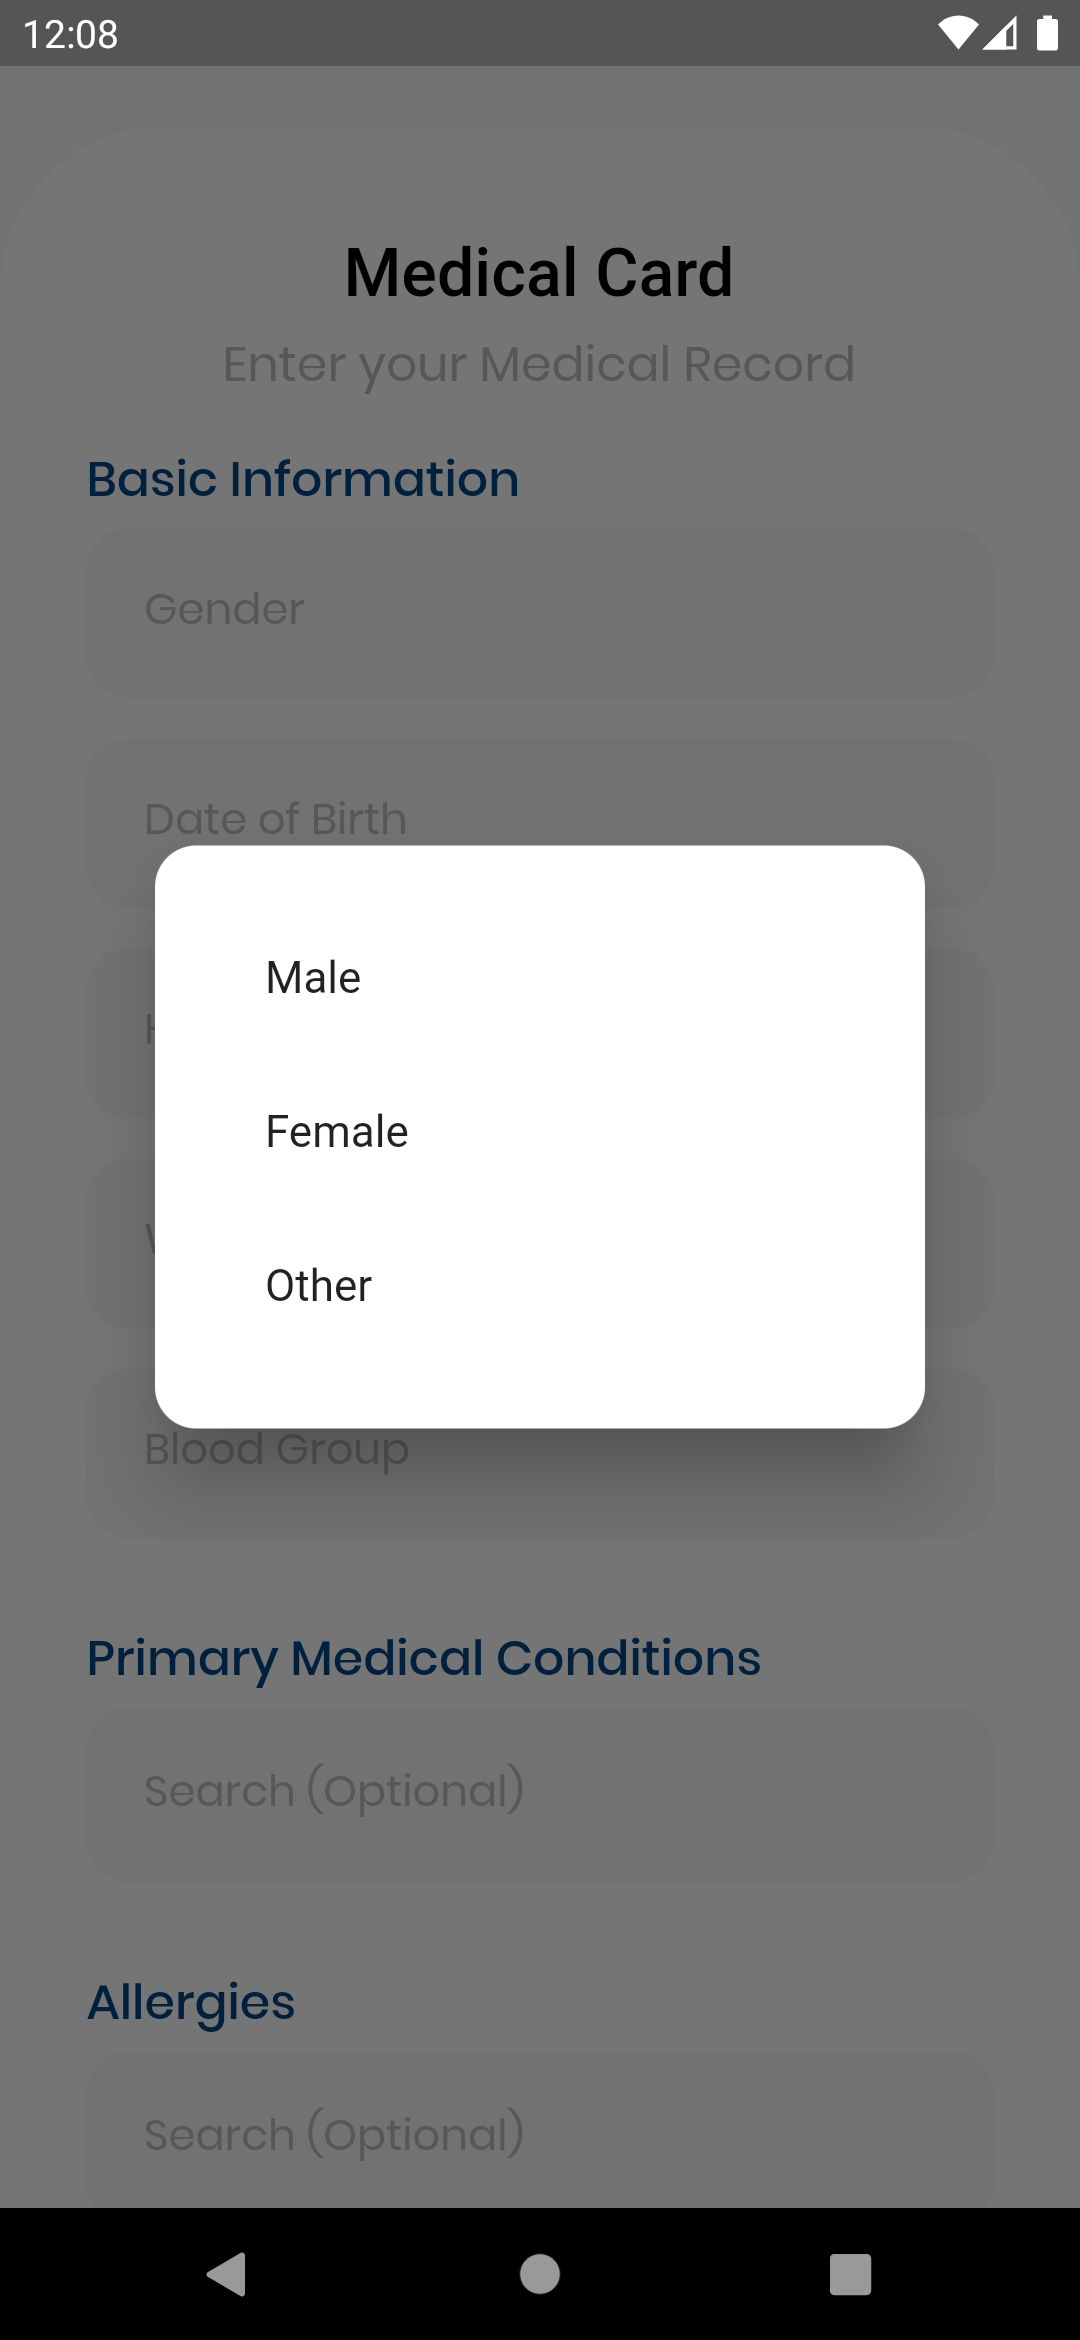 12:08
Medical Card
Enter your Medical Record
Basic Information
Gender
Date of Birth
Male
Female
Other
Blood Group
Primary Medical Conditions
Search (Optional)
Allergies
Search (Optional)